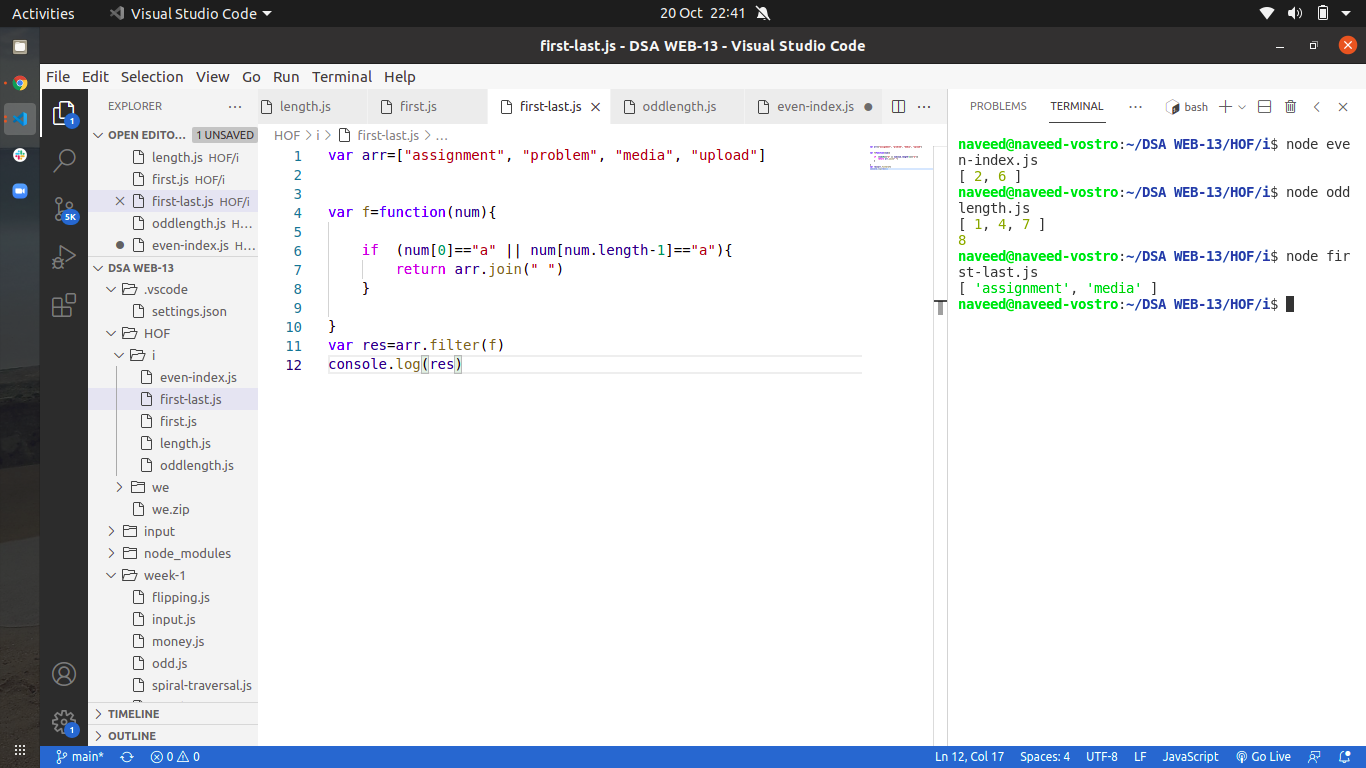 Activities Visual Studio Code 20 Oct 22:41
first-last.js - DSA WEB-13 - Visual Studio Code
File Edit Selection View Go Run Terminal Help
EXPLORER ···
OPEN EDITO... 1 UNSAVED
length.js HOF/i
first.js HOF/i
first-last.js HOF/i
oddlength.js H...
even-index.js H...
DSA WEB-13
.vscode
settings.json
HOF
i
even-index.js
first-last.js
first.js
length.js
oddlength.js
we
we.zip
input
node_modules
week-1
flipping.js
input.js
money.js
odd.js
spiral-traversal.js
TIMELINE
OUTLINE
1
5K
1
length.js first.js first-last.js oddlength.js even-index.js ···
HOF > i > first-last.js > ...
1 var arr=["assignment", "problem", "media", "upload"]
2
3
4 var f=function(num){
5
6 if (num[0]=="a" || num[num.length-1]=="a"){
7 return arr.join(" ")
8 }
9
10 }
11 var res=arr.filter(f)
12 console.log(res)
PROBLEMS TERMINAL ··· bash
naveed@naveed-vostro:~/DSA WEB-13/HOF/i$ node eve
n-index.js
[ 2, 6 ]
naveed@naveed-vostro:~/DSA WEB-13/HOF/i$ node odd
length.js
[ 1, 4, 7 ]
8
naveed@naveed-vostro:~/DSA WEB-13/HOF/i$ node fir
st-last.js
[ 'assignment', 'media' ]
naveed@naveed-vostro:~/DSA WEB-13/HOF/i$
main* 0 0 Ln 12, Col 17 Spaces: 4 UTF-8 LF JavaScript Go Live